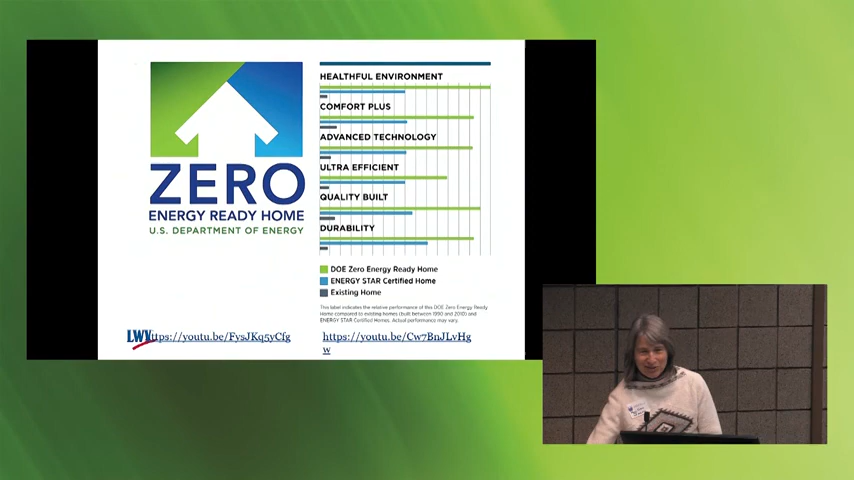 ZERO
ENERGY READY HOME
U.S. DEPARTMENT OF ENERGY
HEALTHFUL ENVIRONMENT
COMFORT PLUS
ADVANCED TECHNOLOGY
ULTRA EFFICIENT
QUALITY BUILT
DURABILITY
DOE Zero Energy Ready Home
ENERGY STAR Certified Home
Existing Home
This label indicates the relative performance of this DOE Zero Energy Ready
Home compared to existing homes (built between 1990 and 2010) and
ENERGY STAR Certified Homes. Actual performance may vary.
LWV
https://youtu.be/FysJKq5yCfg
https://youtu.be/Cw7BnJLvHg
w